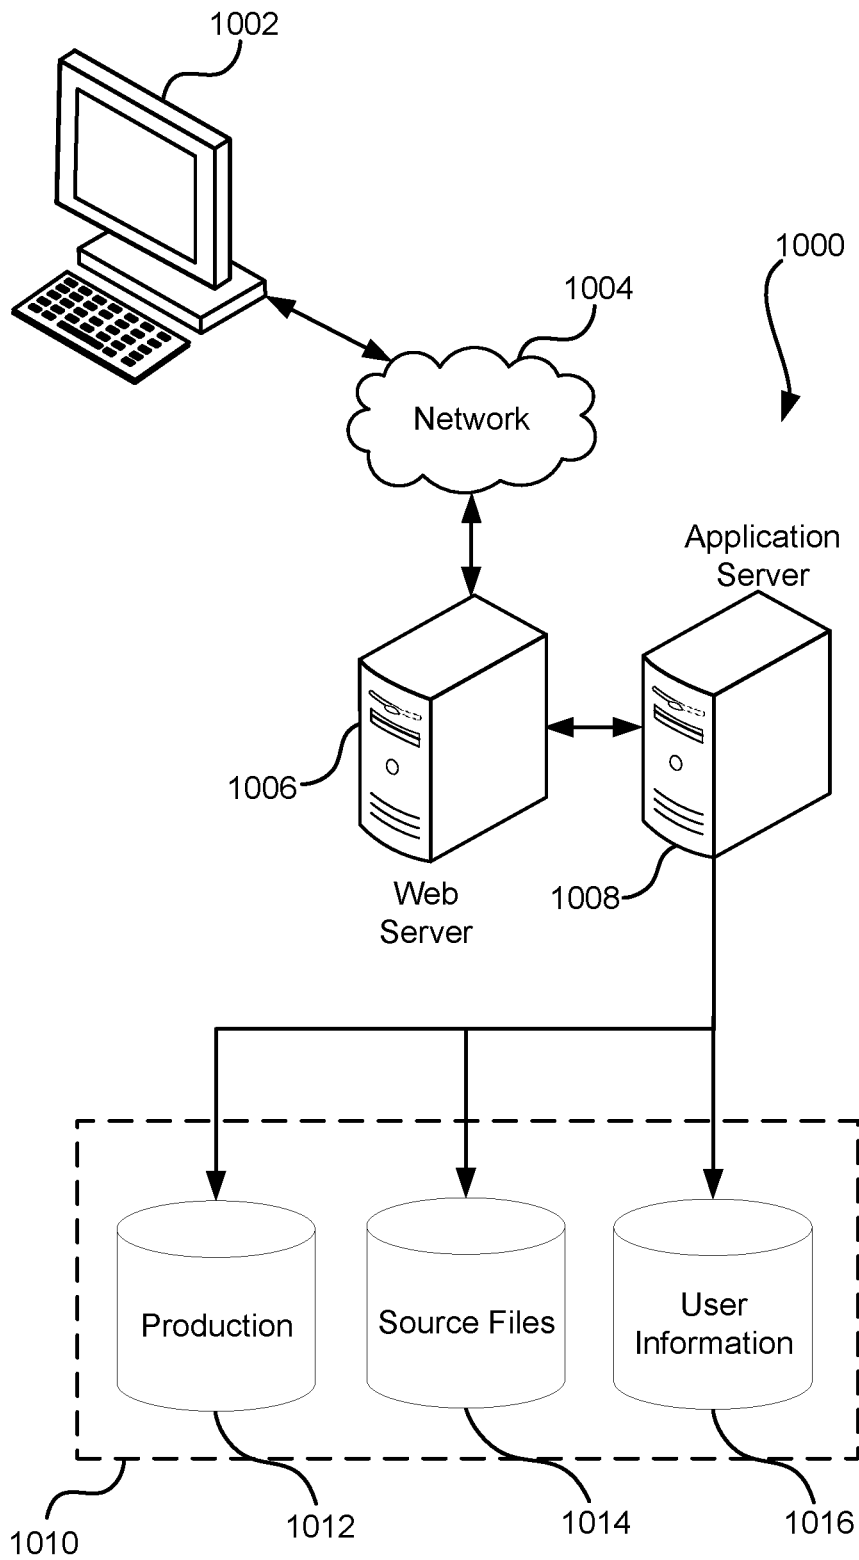 1002
1000
1004
Network
Application
Server
1006
1008
Web
Server
Production
Source Files
User
Information
1010
1012
1014
1016